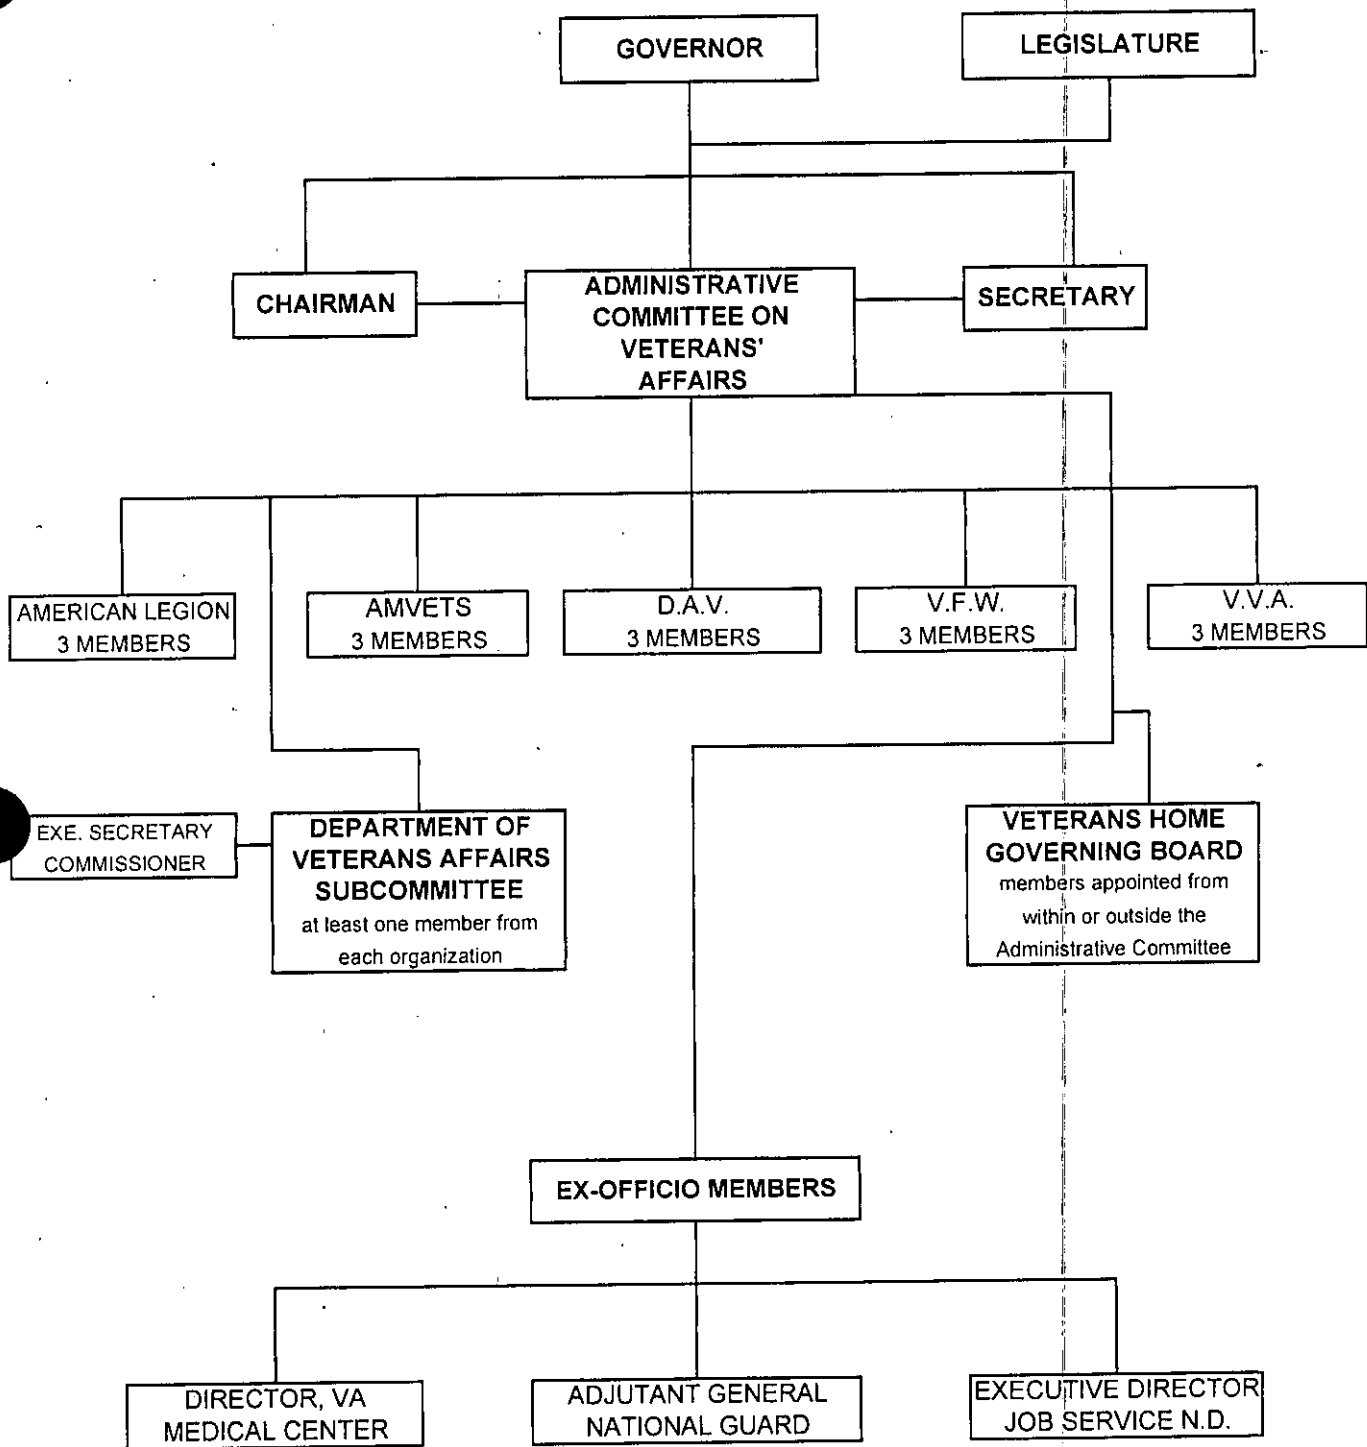 GOVERNOR
LEGISLATURE
CHAIRMAN
ADMINISTRATIVE
COMMITTEE ON
VETERANS'
AFFAIRS
SECRETARY
AMERICAN LEGION
3 MEMBERS
AMVETS
3 MEMBERS
D.A.V.
3 MEMBERS
V.F.W.
3 MEMBERS
V.V.A.
3 MEMBERS
EXE. SECRETARY
COMMISSIONER
DEPARTMENT OF
VETERANS AFFAIRS
SUBCOMMITTEE
at least one member from
each organization
VETERANS HOME
GOVERNING BOARD
members appointed from
within or outside the
Administrative Committee
EX-OFFICIO MEMBERS
DIRECTOR, VA
MEDICAL CENTER
ADJUTANT GENERAL
NATIONAL GUARD
EXECUTIVE DIRECTOR
JOB SERVICE N.D.